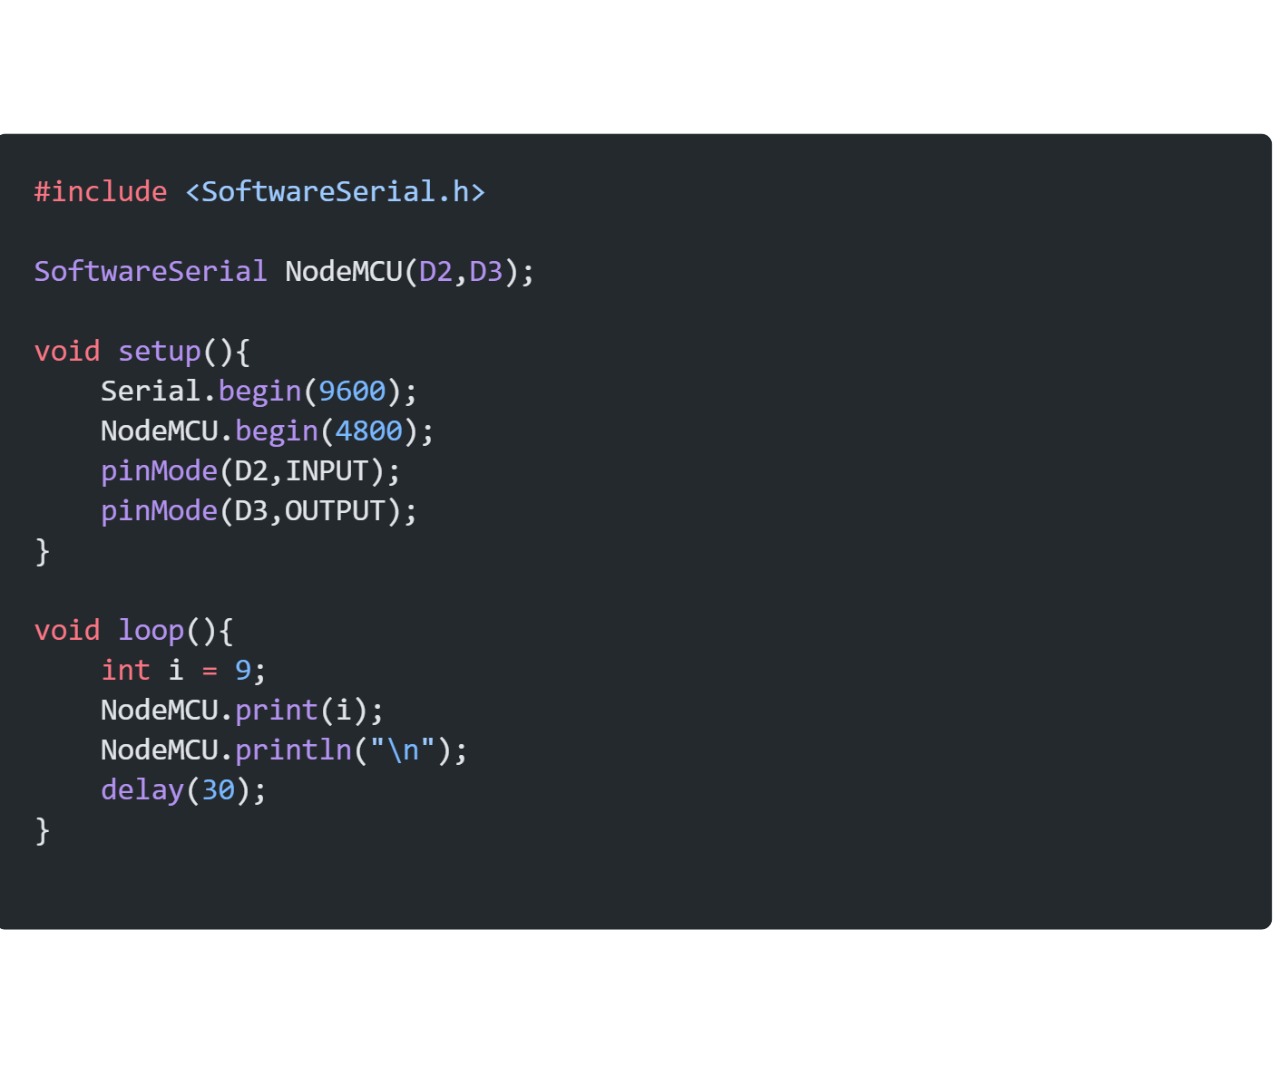 #include <SoftwareSerial.h>
SoftwareSerial NodeMCU(D2,D3);
void setup(){
    Serial.begin(9600);
    NodeMCU.begin(4800);
    pinMode(D2,INPUT);
    pinMode(D3,OUTPUT);
}
void loop(){
    int i = 9;
    NodeMCU.print(i);
    NodeMCU.println("\n");
    delay(30);
}